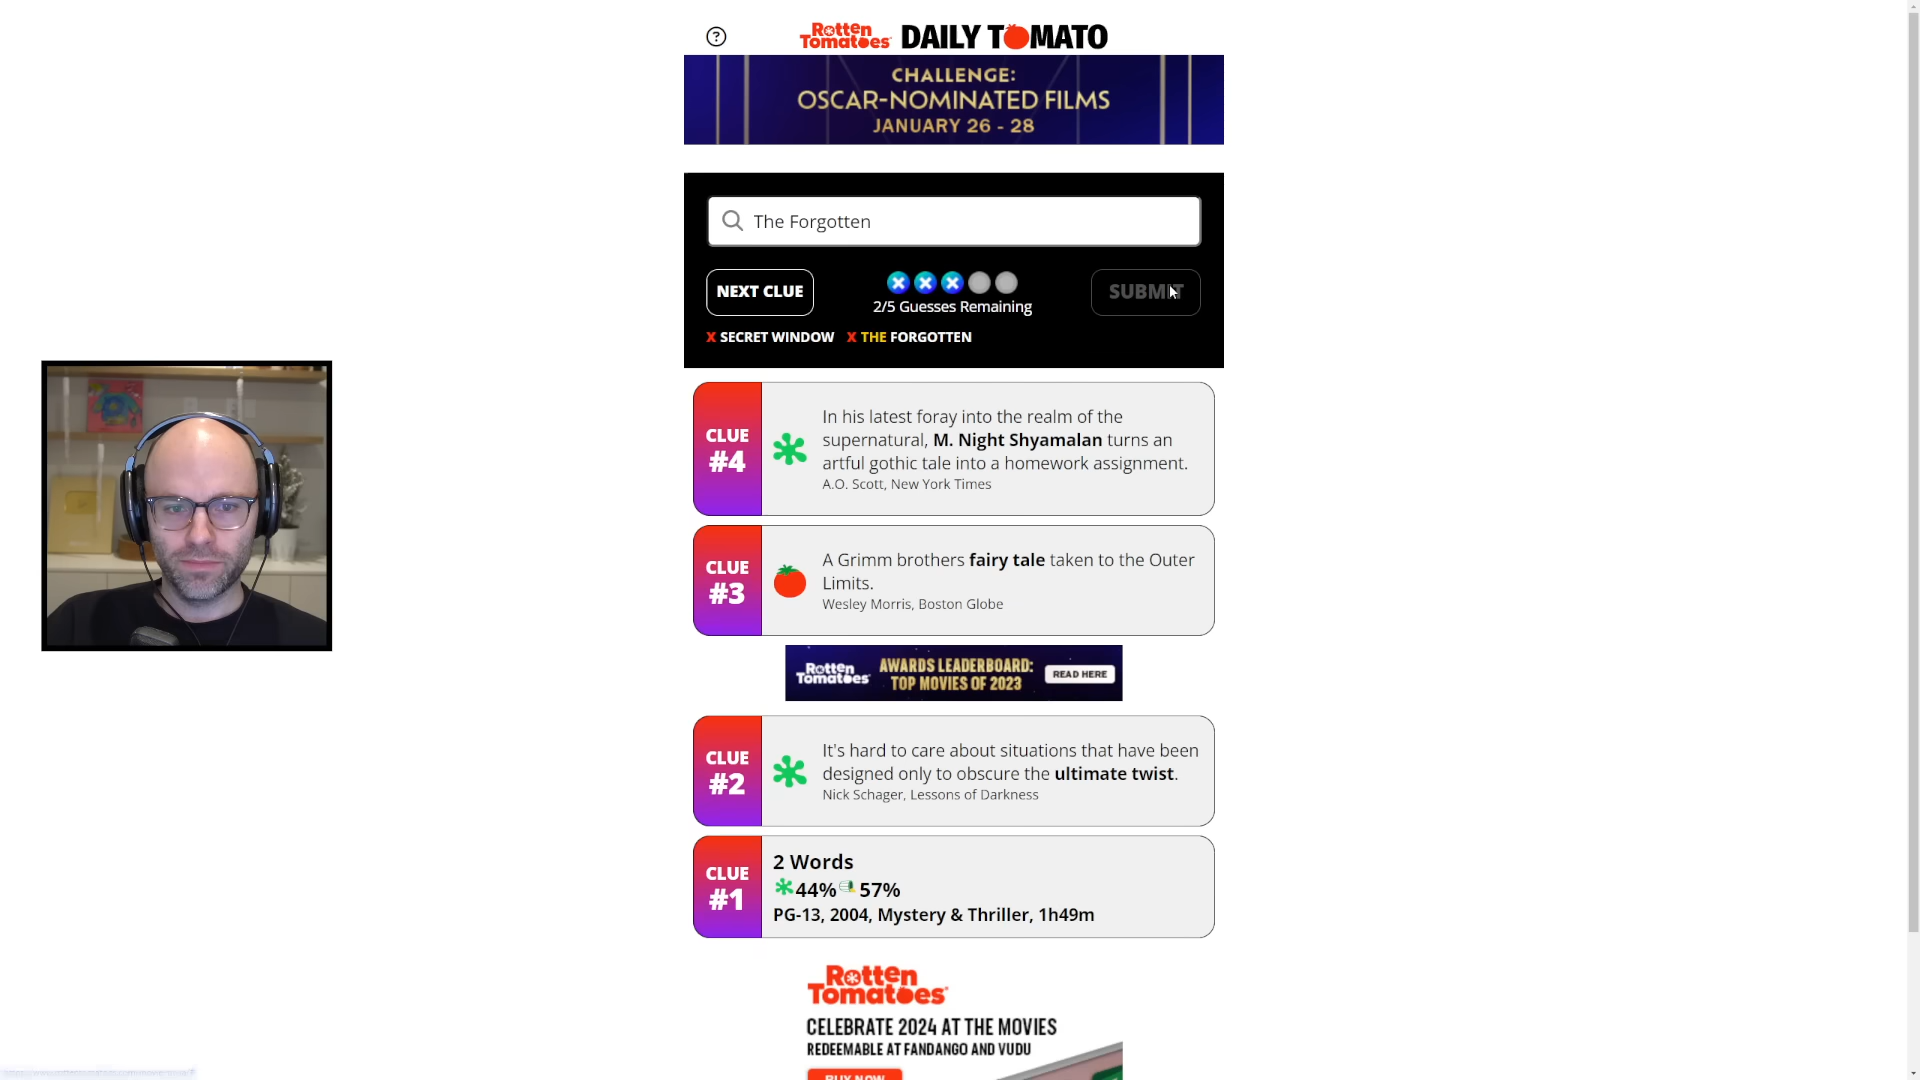 Rotten Tomatoes DAILY TOMATO
CHALLENGE:
OSCAR-NOMINATED FILMS
JANUARY 26 - 28
The Forgotten
NEXT CLUE
2/5 Guesses Remaining
SUBMIT
X SECRET WINDOW X THE FORGOTTEN
CLUE #4
In his latest foray into the realm of the
supernatural, M. Night Shyamalan turns an
artful gothic tale into a homework assignment.
A.O. Scott, New York Times
CLUE #3
A Grimm brothers fairy tale taken to the Outer
Limits.
Wesley Morris, Boston Globe
Rotten Tomatoes
AWARDS LEADERBOARD:
TOP MOVIES OF 2023
READ HERE
CLUE #2
It's hard to care about situations that have been
designed only to obscure the ultimate twist.
Nick Schager, Lessons of Darkness
CLUE #1
2 Words
44% 57%
PG-13, 2004, Mystery & Thriller, 1h49m
Rotten Tomatoes
CELEBRATE 2024 AT THE MOVIES
REDEEMABLE AT FANDANGO AND VUDU
BUY NOW